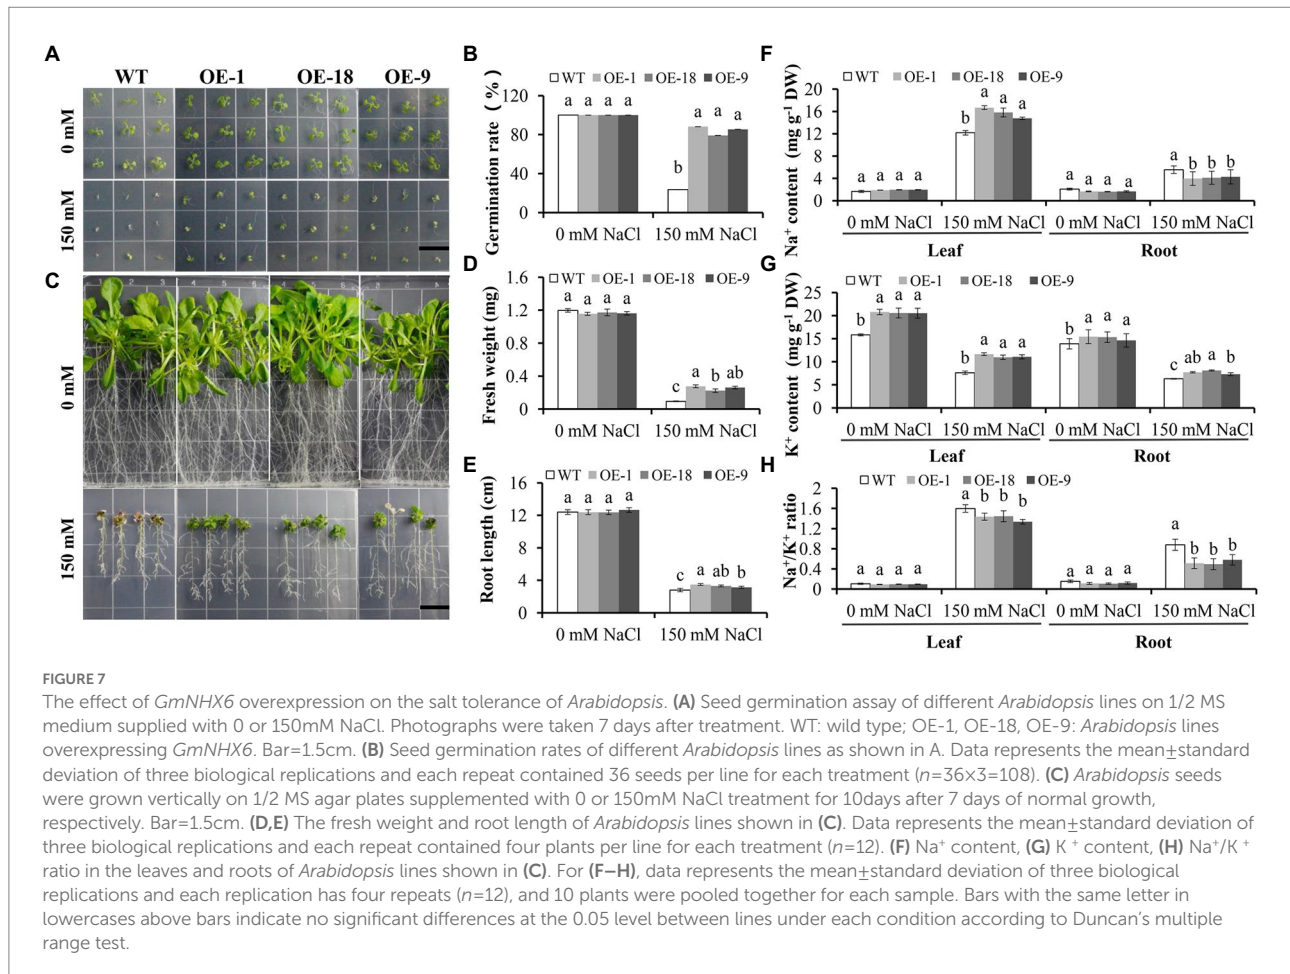 A
WT OE-1 OE-18 OE-9
0 mM
150 mM
C
0 mM
150 mM
B
WT OE-1 OE-18 OE-9
Germination rate ( % )
120
80
40
0
a a a a
b a a a
0 mM NaCl 150 mM NaCl
D
WT OE-1 OE-18 OE-9
Fresh weight (mg)
1.6
1.2
0.8
0.4
0
a a a a
c a b ab
0 mM NaCl 150 mM NaCl
E
WT OE-1 OE-18 OE-9
Root length (cm)
16
12
8
4
0
a a a a
c a ab b
0 mM NaCl 150 mM NaCl
F
WT OE-1 OE-18 OE-9
Na⁺ content (mg g⁻¹ DW)
20
16
12
8
4
0
a a a a
b a a a
a a a a
a b b b
0 mM NaCl 150 mM NaCl 0 mM NaCl 150 mM NaCl
Leaf Root
G
WT OE-1 OE-18 OE-9
K⁺ content (mg g⁻¹ DW)
25
20
15
10
5
0
b a a a
b a a a
b a a a
c ab a b
0 mM NaCl 150 mM NaCl 0 mM NaCl 150 mM NaCl
Leaf Root
H
WT OE-1 OE-18 OE-9
Na⁺/K⁺ ratio
2
1.6
1.2
0.8
0.4
0
a a a a
a b b b
a a a a
a b b b
0 mM NaCl 150 mM NaCl 0 mM NaCl 150 mM NaCl
Leaf Root
FIGURE 7
The effect of GmNHX6 overexpression on the salt tolerance of Arabidopsis. (A) Seed germination assay of different Arabidopsis lines on 1/2 MS
medium supplied with 0 or 150mM NaCl. Photographs were taken 7 days after treatment. WT: wild type; OE-1, OE-18, OE-9: Arabidopsis lines
overexpressing GmNHX6. Bar=1.5cm. (B) Seed germination rates of different Arabidopsis lines as shown in A. Data represents the mean±standard
deviation of three biological replications and each repeat contained 36 seeds per line for each treatment (n=36×3=108). (C) Arabidopsis seeds
were grown vertically on 1/2 MS agar plates supplemented with 0 or 150mM NaCl treatment for 10days after 7 days of normal growth,
respectively. Bar=1.5cm. (D,E) The fresh weight and root length of Arabidopsis lines shown in (C). Data represents the mean±standard deviation of
three biological replications and each repeat contained four plants per line for each treatment (n=12). (F) Na⁺ content, (G) K ⁺ content, (H) Na⁺/K ⁺
ratio in the leaves and roots of Arabidopsis lines shown in (C). For (F–H), data represents the mean±standard deviation of three biological
replications and each replication has four repeats (n=12), and 10 plants were pooled together for each sample. Bars with the same letter in
lowercases above bars indicate no significant differences at the 0.05 level between lines under each condition according to Duncan's multiple
range test.